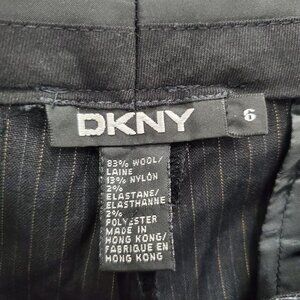 DKNY
6
83% WOOL/
LAINE
13% NYLON
2%
ELASTANE/
ELASTHANNE
2%
POLYESTER
MADE IN
HONG KONG/
FABRIQUE EN
HONG KONG